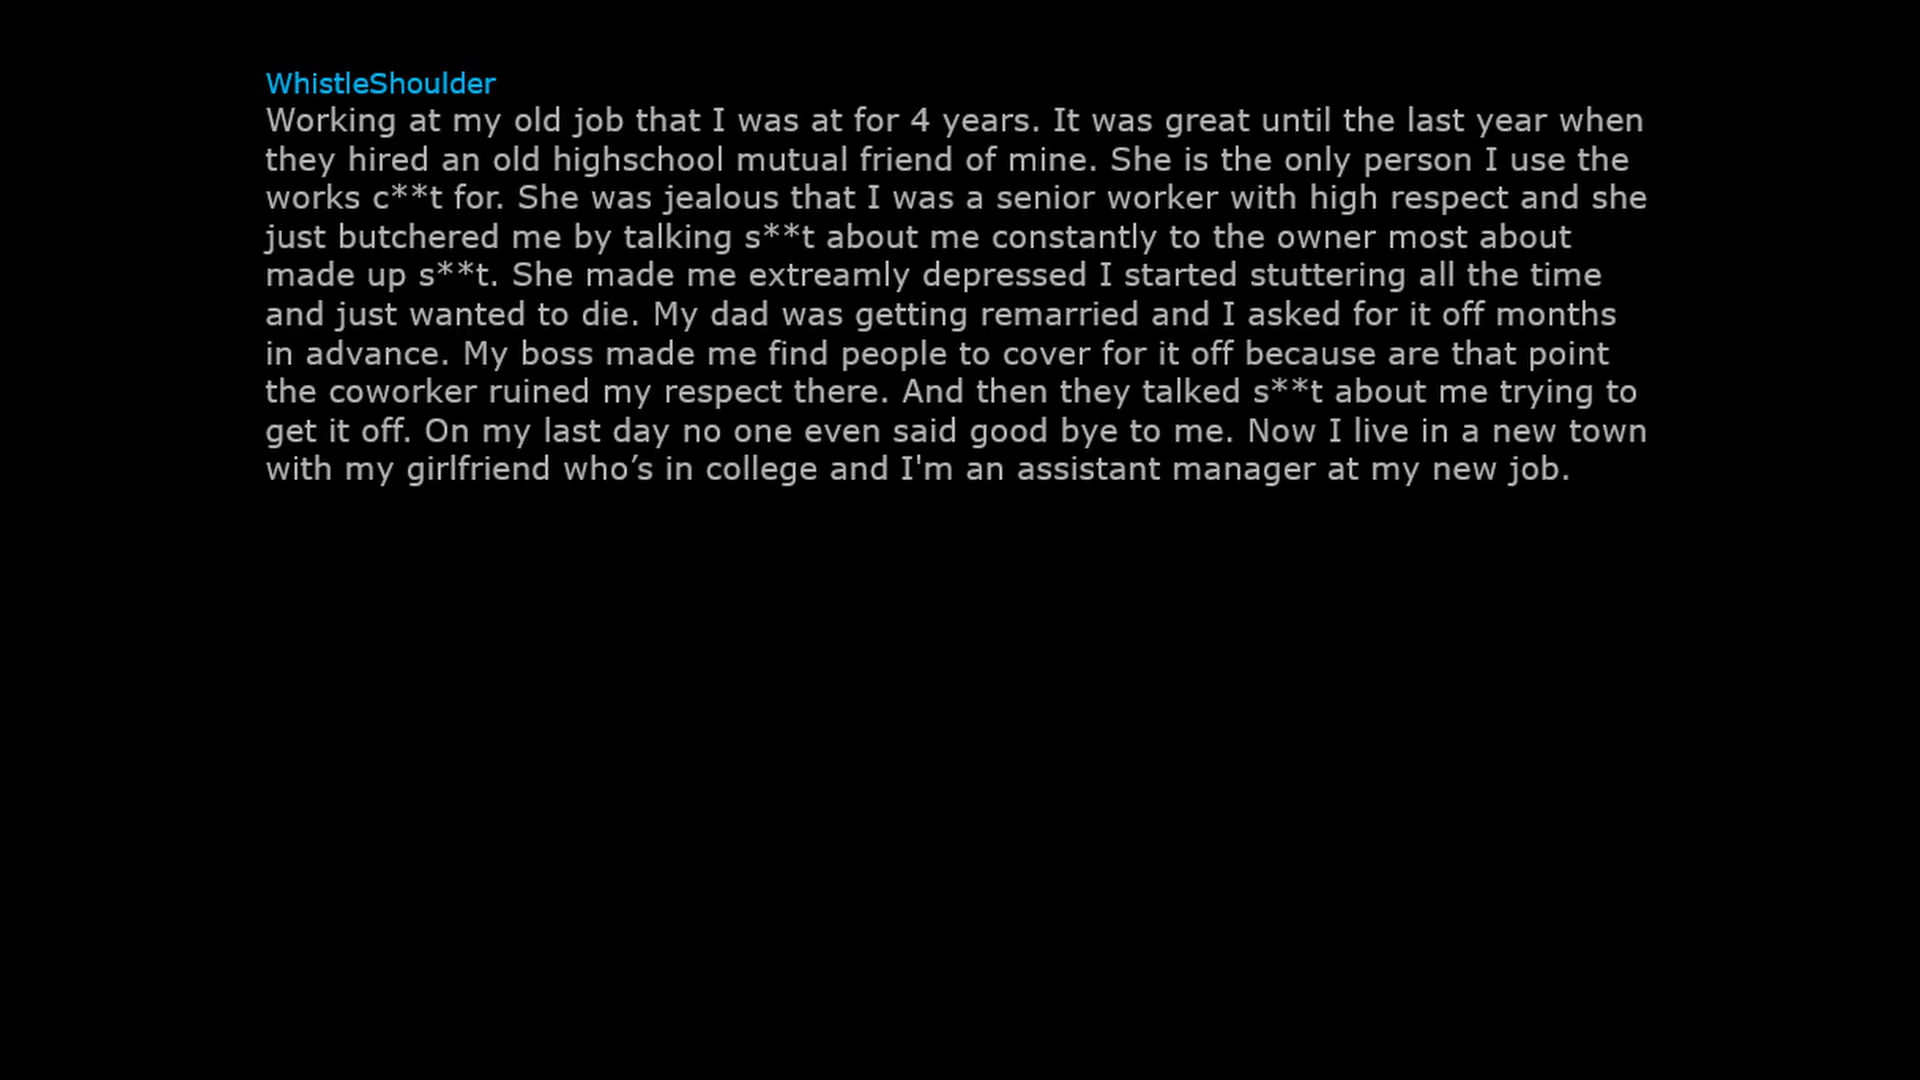 WhistleShoulder
Working at my old job that I was at for 4 years. It was great until the last year when
they hired an old highschool mutual friend of mine. She is the only person I use the
works c**t for. She was jealous that I was a senior worker with high respect and she
just butchered me by talking s**t about me constantly to the owner most about
made up s**t. She made me extreamly depressed I started stuttering all the time
and just wanted to die. My dad was getting remarried and I asked for it off months
in advance. My boss made me find people to cover for it off because are that point
the coworker ruined my respect there. And then they talked s**t about me trying to
get it off. On my last day no one even said good bye to me. Now I live in a new town
with my girlfriend who’s in college and I'm an assistant manager at my new job.